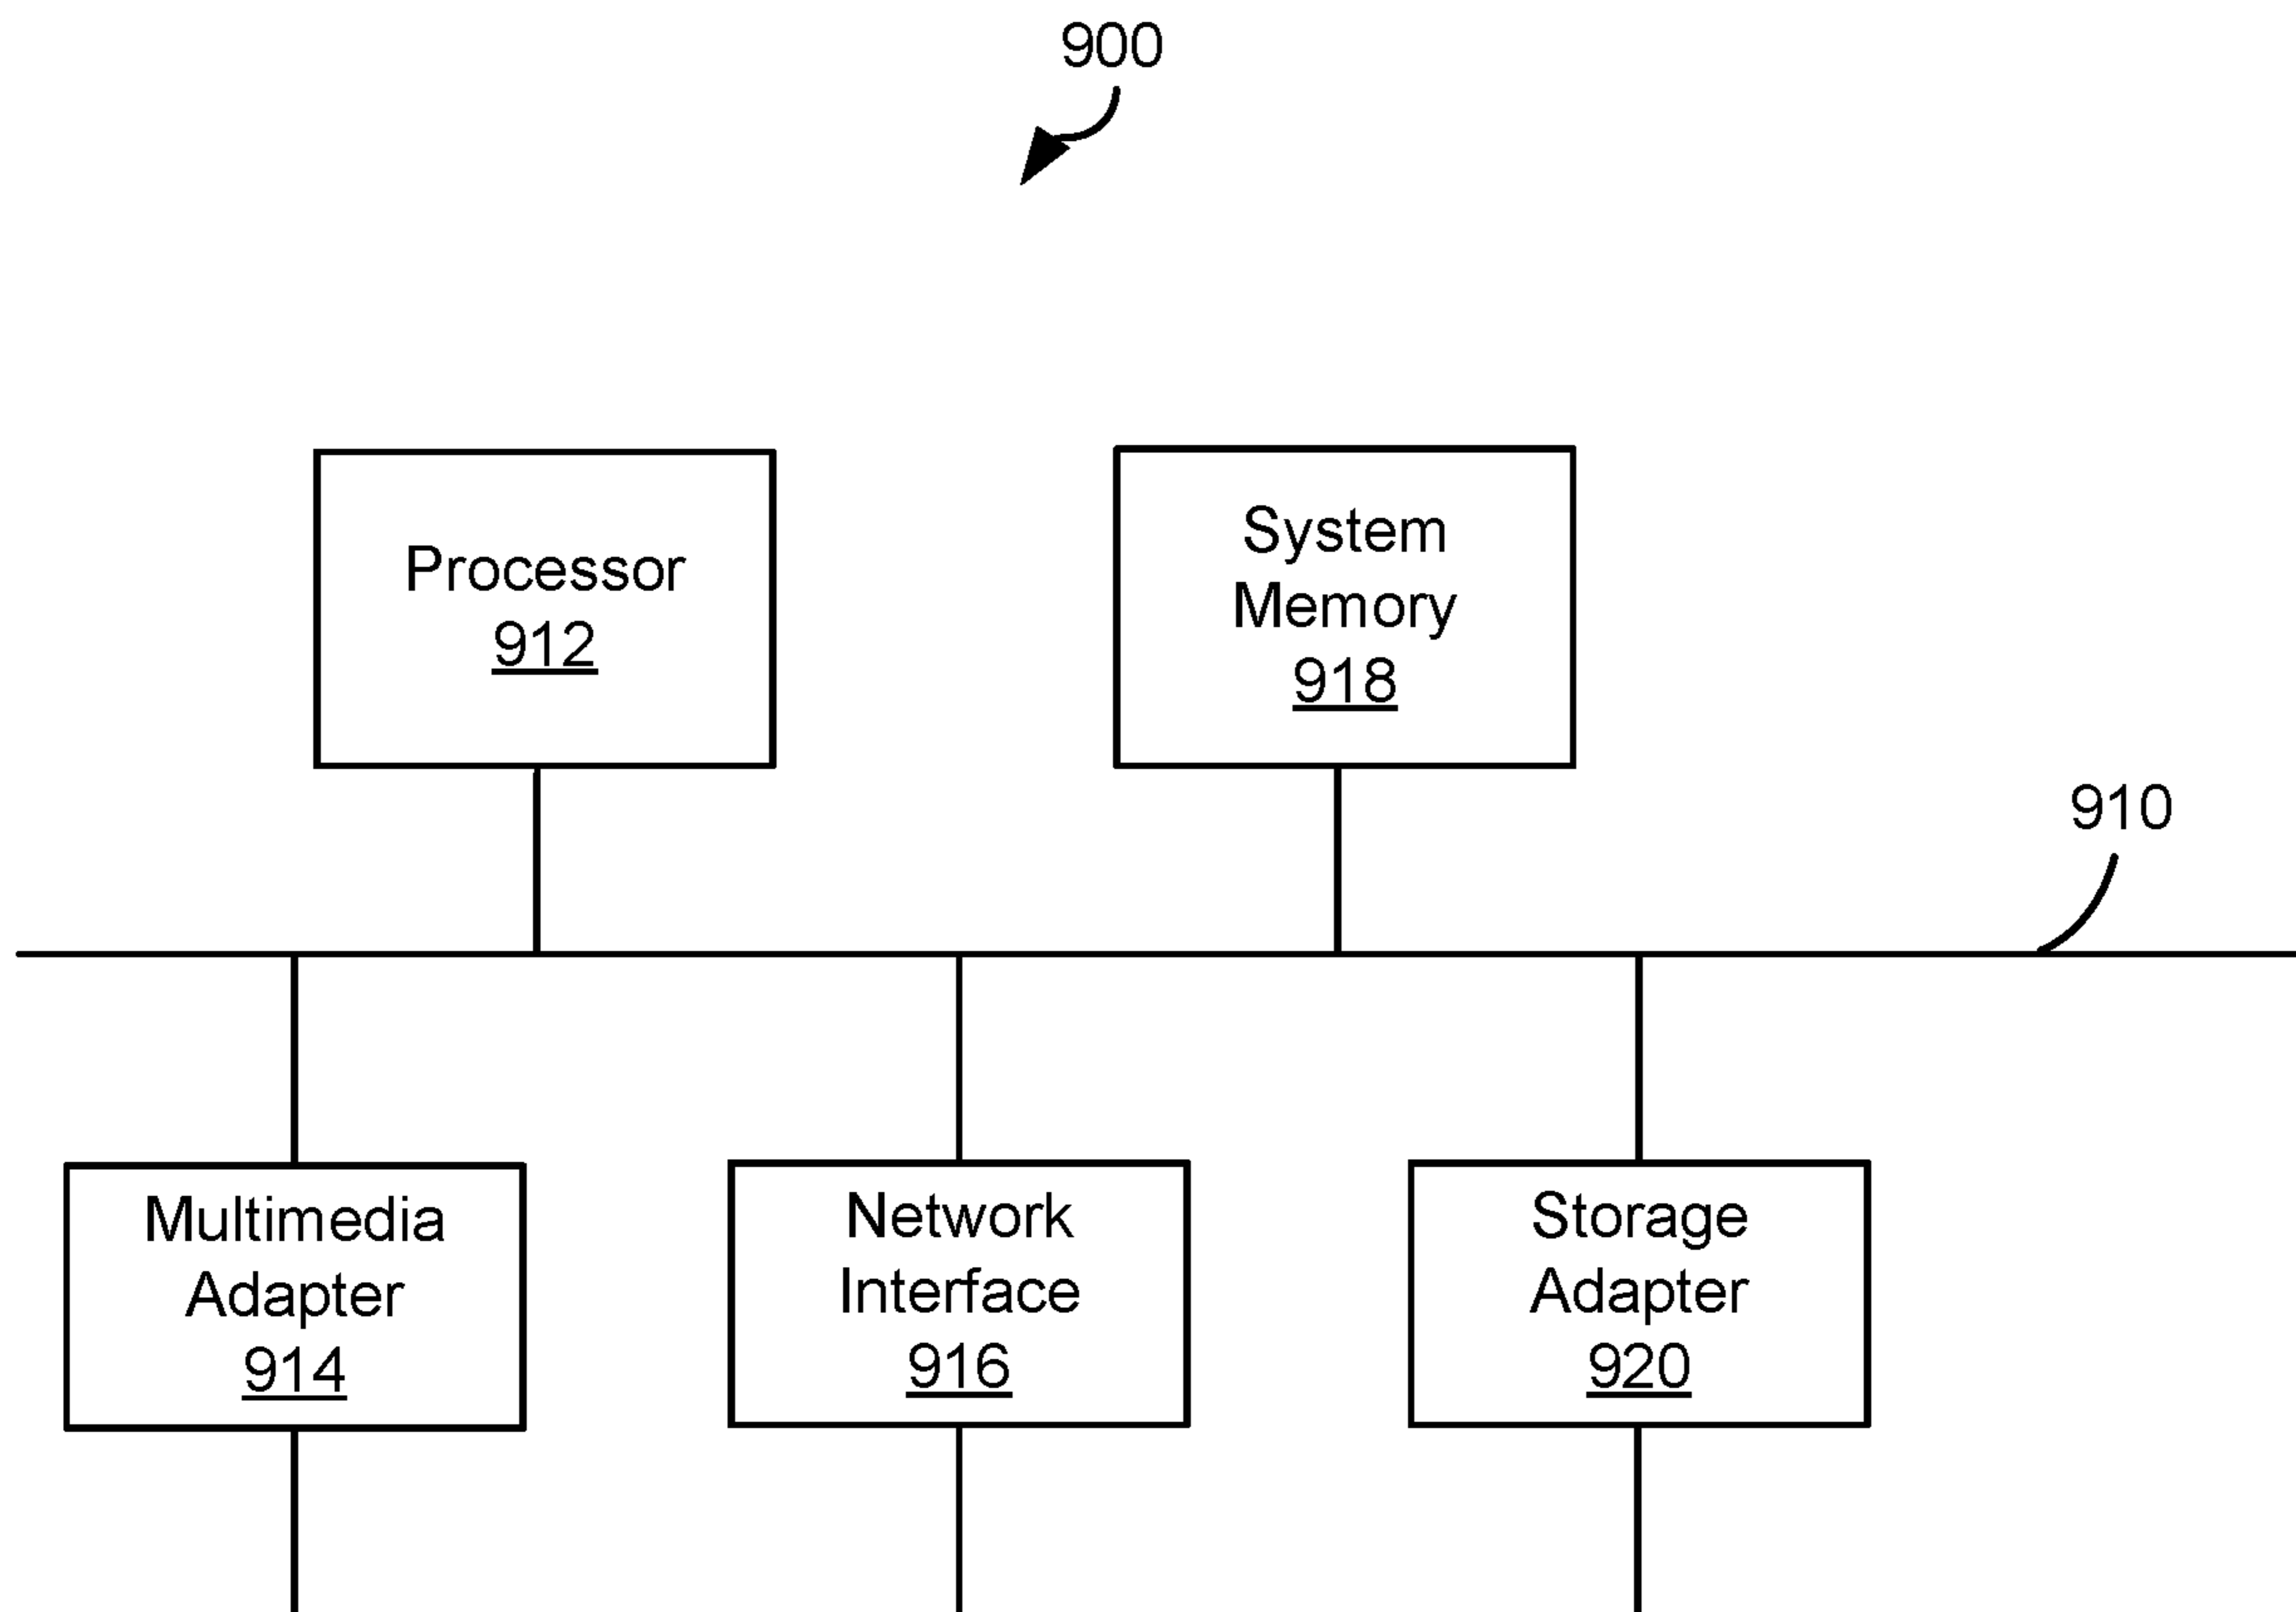 900
Processor
912
System
Memory
918
910
Multimedia
Adapter
914
Network
Interface
916
Storage
Adapter
920